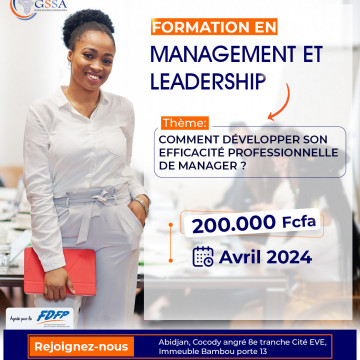 GSSA
FORMATION EN
MANAGEMENT ET
LEADERSHIP
Thème:
COMMENT DÉVELOPPER SON
EFFICACITÉ PROFESSIONNELLE
DE MANAGER ?
200.000 Fcfa
Avril 2024
Agréé par le
FDFP
Rejoignez-nous
Abidjan, Cocody angré 8e tranche Cité EVE,
Immeuble Bambou porte 13